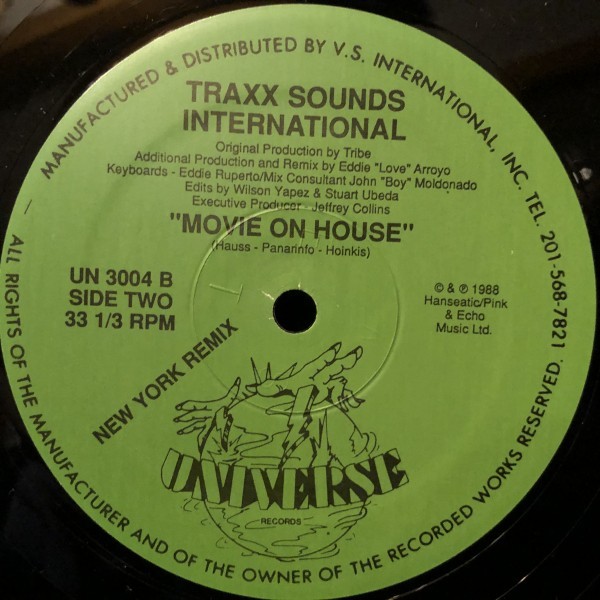 MANUFACTURED & DISTRIBUTED BY V.S. INTERNATIONAL, INC. TEL. 201-568-7821
TRAXX SOUNDS
INTERNATIONAL
Original Production by Tribe
Additional Production and Remix by Eddie "Love" Arroyo
Keyboards - Eddie Ruperto/Mix Consultant John "Boy" Moldonado
Edits by Wilson Yapez & Stuart Ubeda
Executive Producer - Jeffrey Collins
"MOVIE ON HOUSE"
(Hauss - Panarinfo - Hoinkis)
UN 3004 B
SIDE TWO
33 1/3 RPM
© & ℗ 1988
Hanseatic/Pink
& Echo
Music Ltd.
NEW YORK REMIX
UNIVERSE
RECORDS
— ALL RIGHTS OF THE MANUFACTURER AND OF THE OWNER OF THE RECORDED WORKS RESERVED.